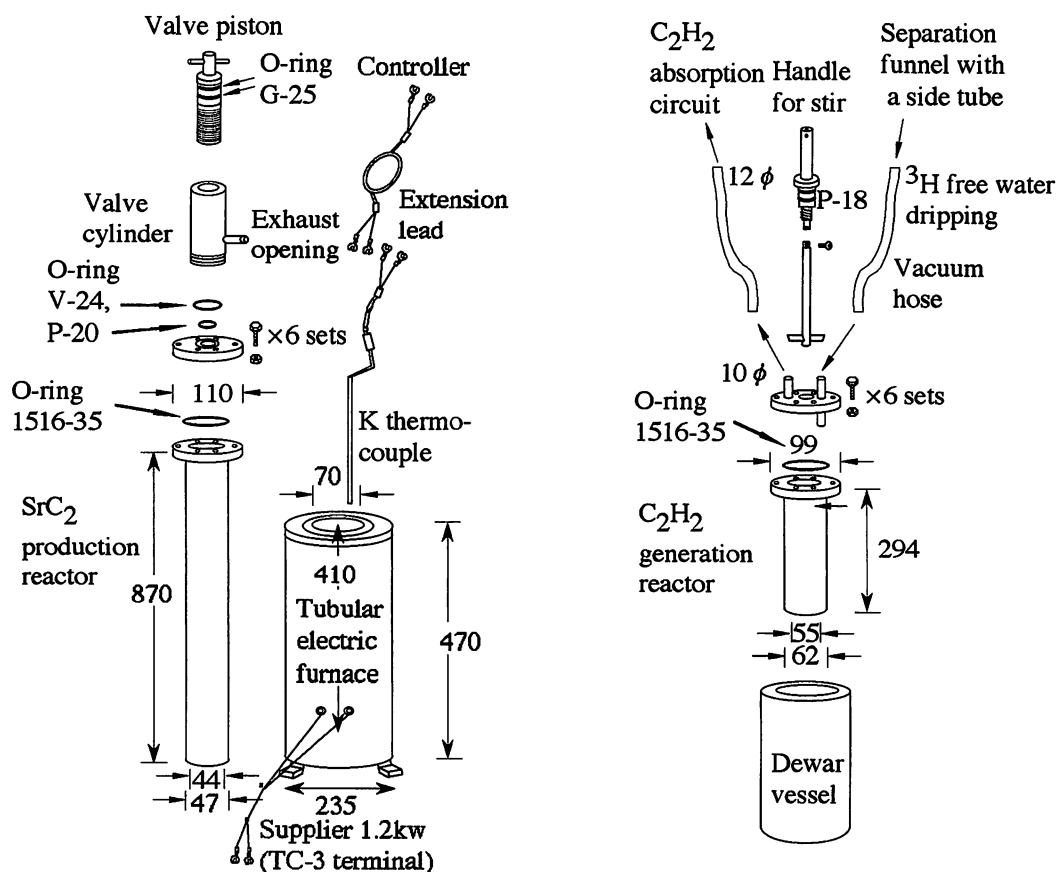 Valve piston
O-ring
G-25
Controller
Valve
cylinder
Exhaust
opening
Extension
lead
O-ring
V-24,
P-20
×6 sets
110
O-ring
1516-35
K thermo-
couple
70
SrC2
production
reactor
870
410
Tubular
electric
furnace
470
44
47
235
Supplier 1.2kw
(TC-3 terminal)
C2H2
absorption
circuit
Handle
for stir
Separation
funnel with
a side tube
12 ϕ
P-18
3H free water
dripping
Vacuum
hose
10 ϕ
×6 sets
O-ring
1516-35
99
C2H2
generation
reactor
294
55
62
Dewar
vessel